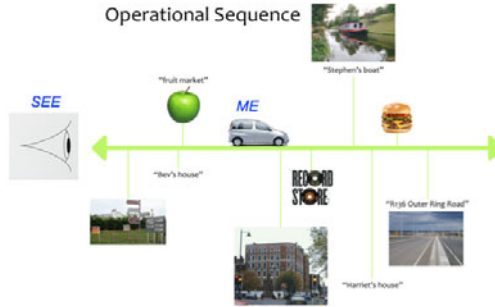 Operational Sequence
"Stephen's boat"
"fruit market"
SEE
ME
"Bev's house"
RECORD
STORE
"R136 Outer Ring Road"
"Harriet's house"